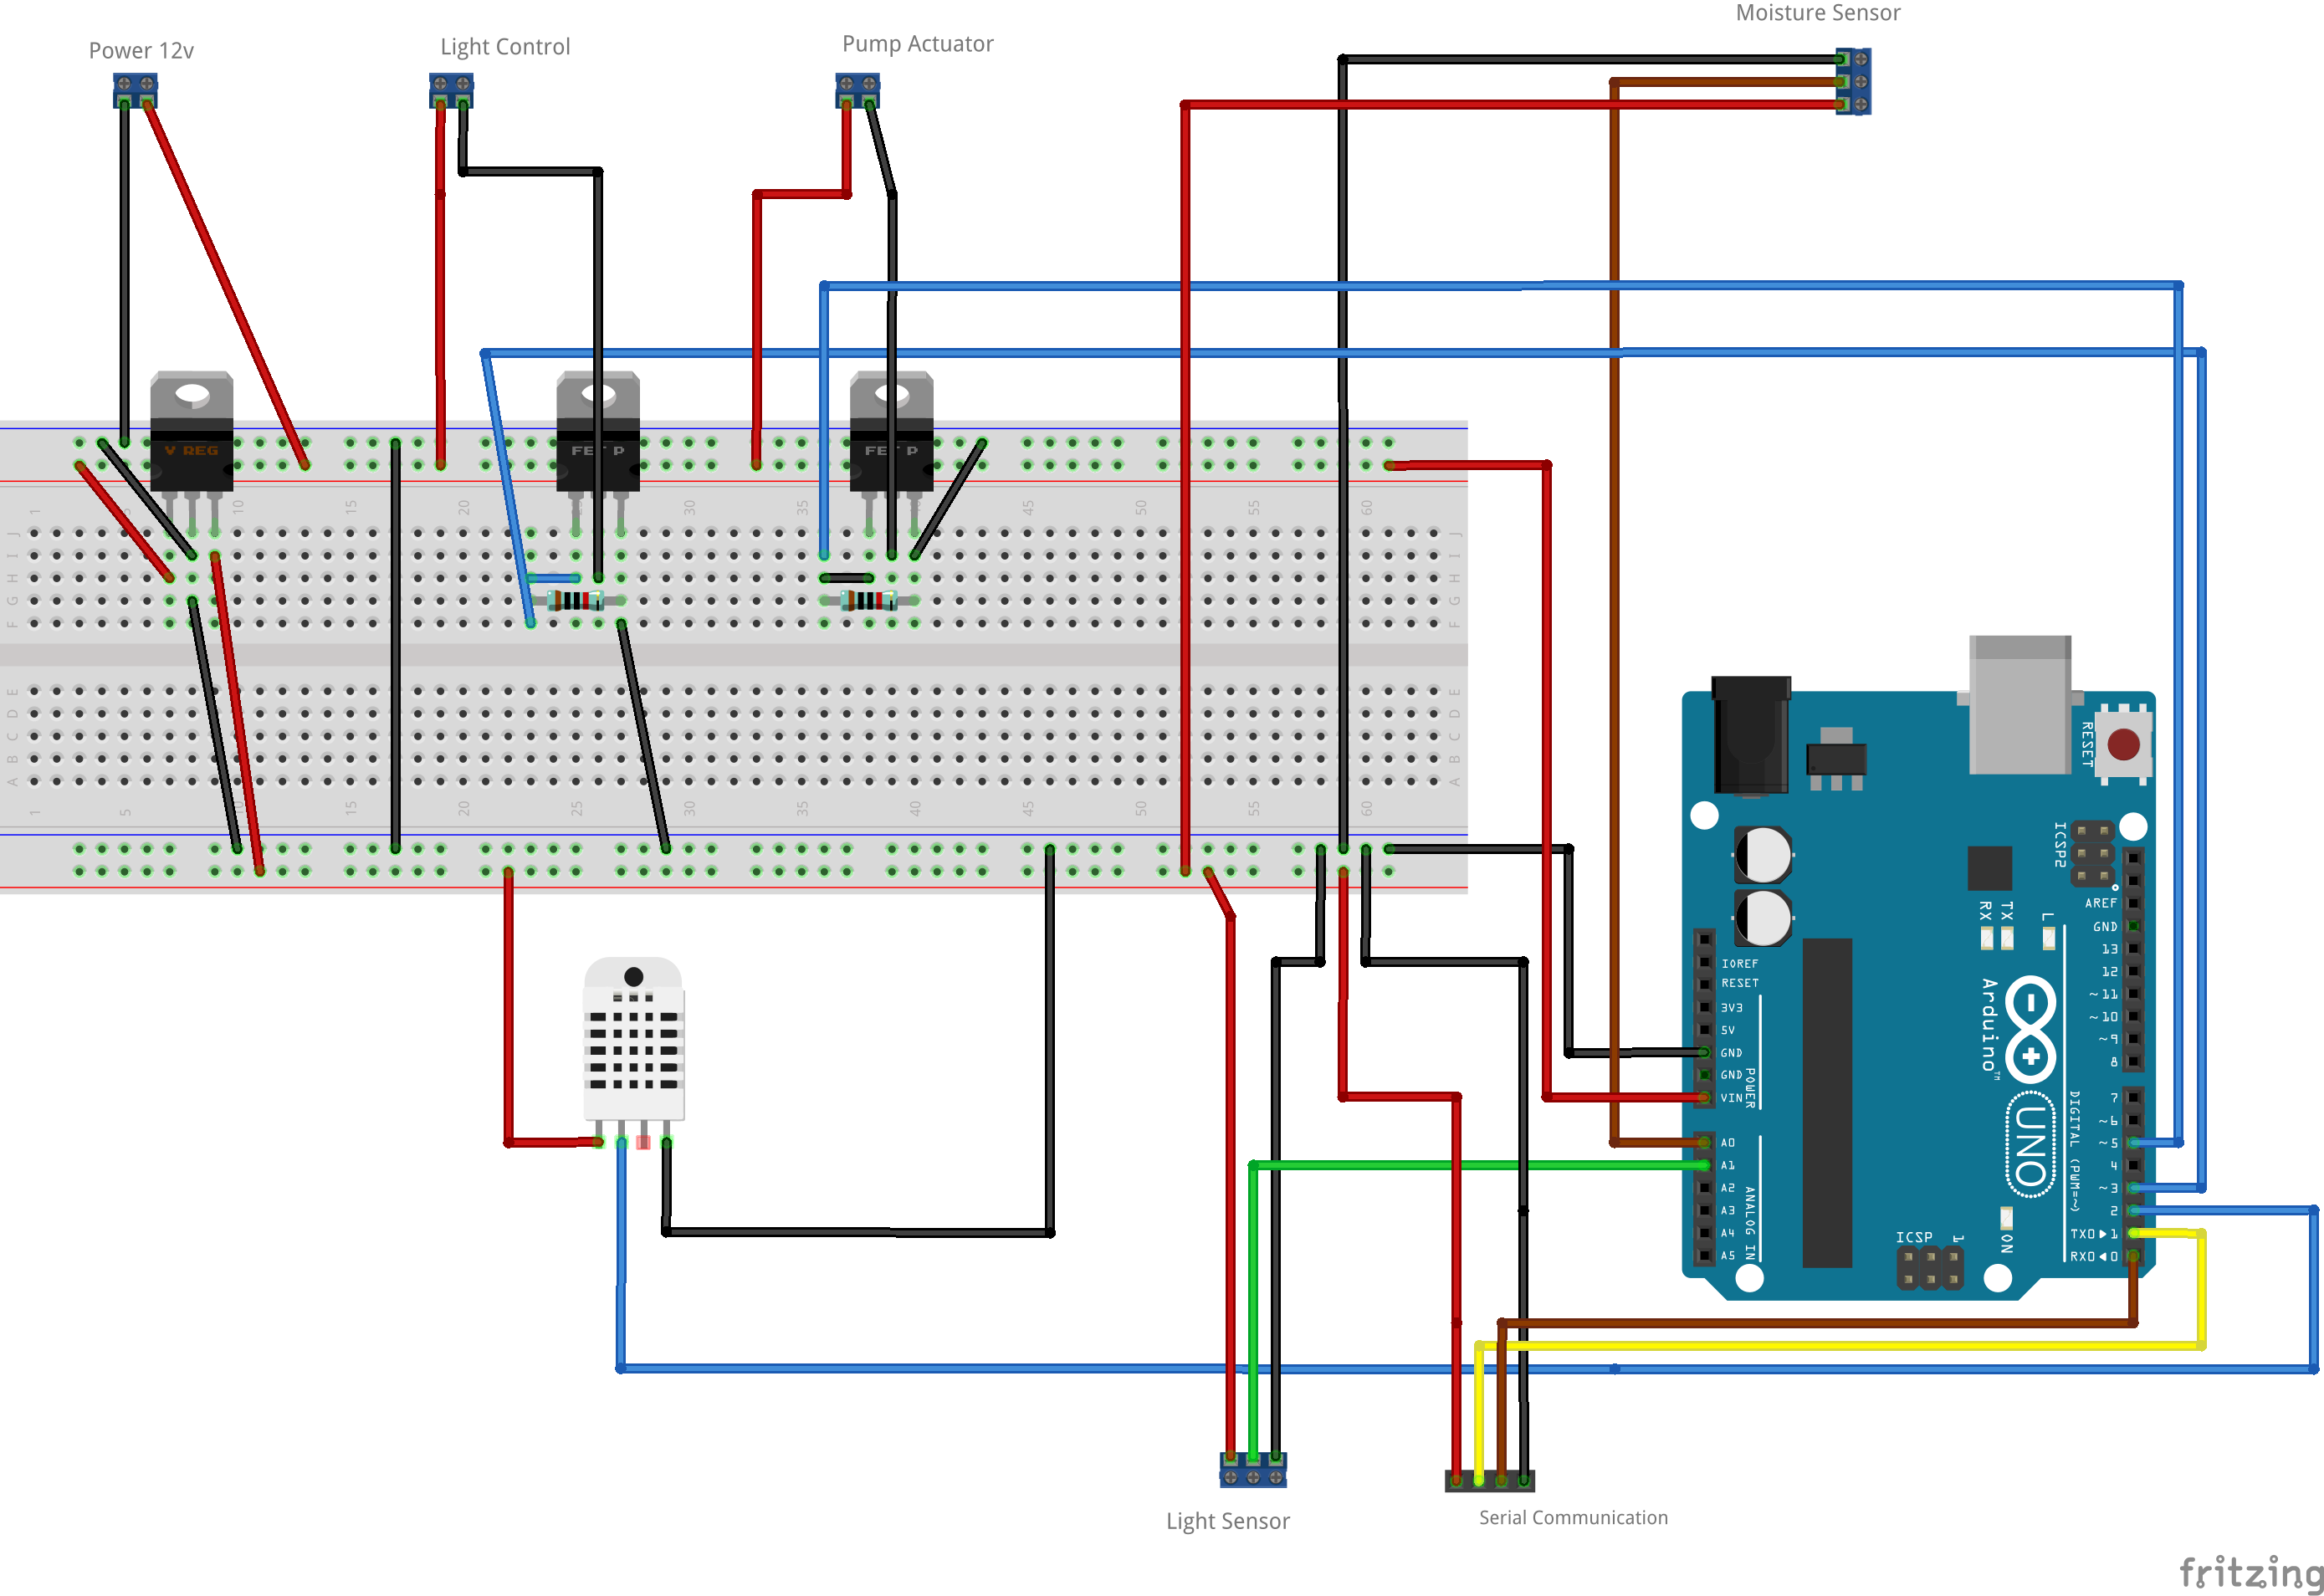 Moisture Sensor
Power 12v
Light Control
Pump Actuator
V REG
FET P
FET P
1
10
15
20
30
35
45
50
55
60
J
I
H
G
F
J
I
H
G
F
E
D
C
B
A
E
D
C
B
A
1
5
15
20
25
30
35
40
45
50
55
60
RESET
ICSP2
AREF
GND
13
12
~11
~10
~9
8
RX
TX
L
IOREF
RESET
3V3
5V
GND
GND
VIN
POWER
Arduino™
UNO
7
~6
~5
4
~3
2
TX0▶1
RX0◀0
DIGITAL (PWM=~)
A0
A1
A2
A3
A4
A5
ANALOG IN
ICSP
1
ON
Light Sensor
Serial Communication
fritzing